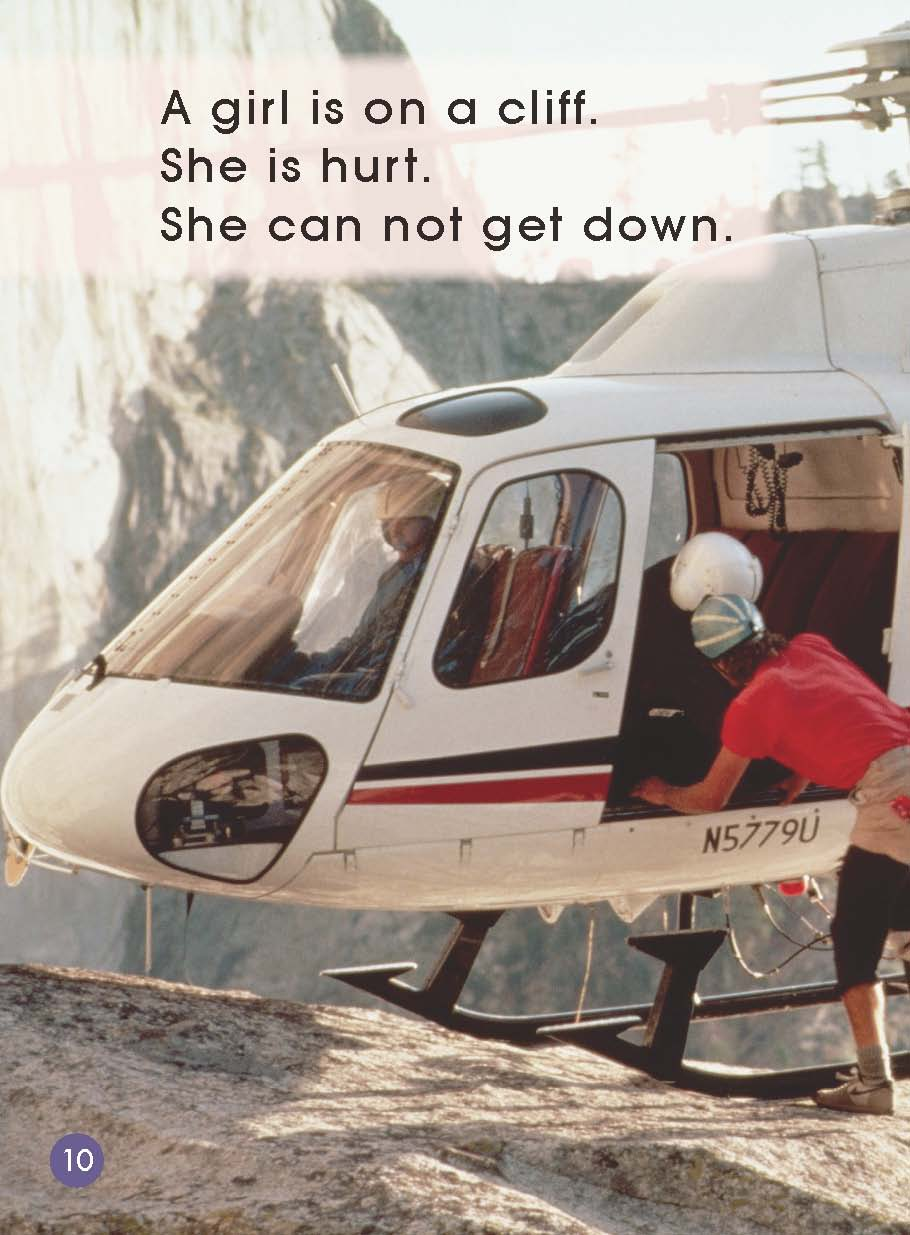 A girl is on a cliff.
She is hurt.
She can not get down.
N5779U
10